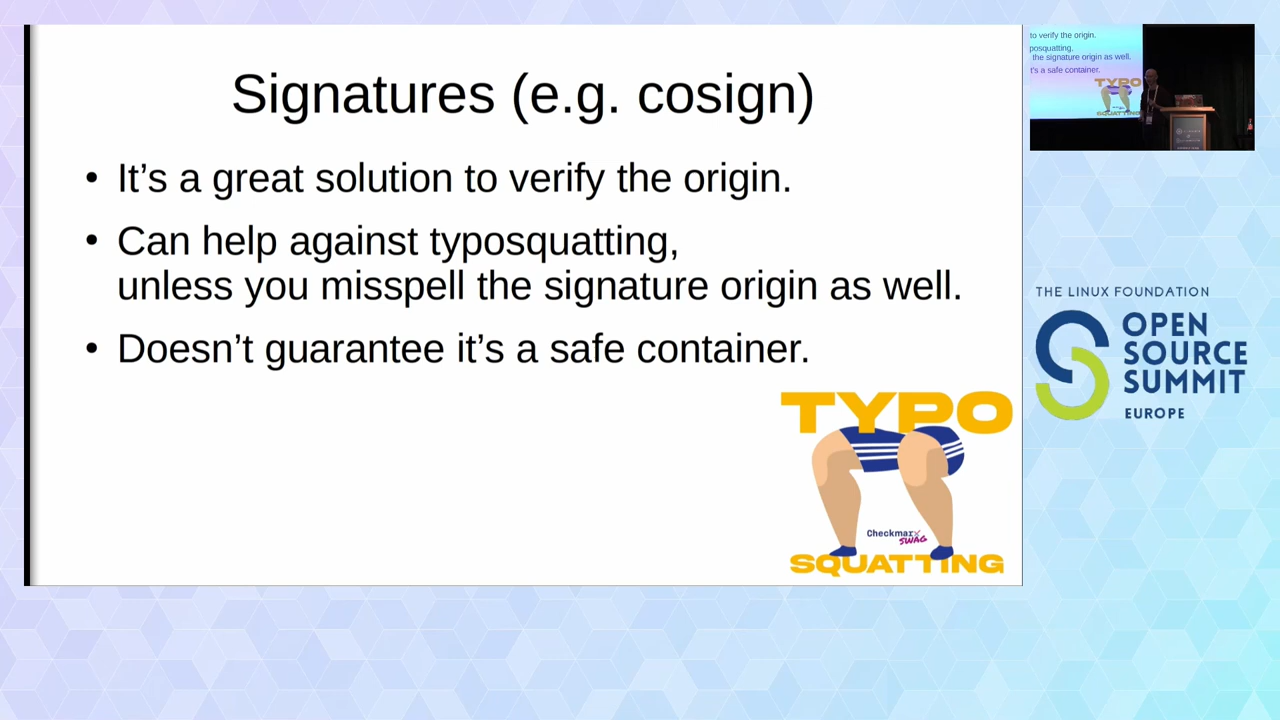 Signatures (e.g. cosign)
• It’s a great solution to verify the origin.
• Can help against typosquatting,
unless you misspell the signature origin as well.
• Doesn’t guarantee it’s a safe container.
TYPO
Checkmarx
SWAG
SQUATTING
to verify the origin.
posquatting,
the signature origin as well.
t’s a safe container.
TYPO
SQUATTING
THE LINUX FOUNDATION
OPEN
SOURCE
SUMMIT
EUROPE